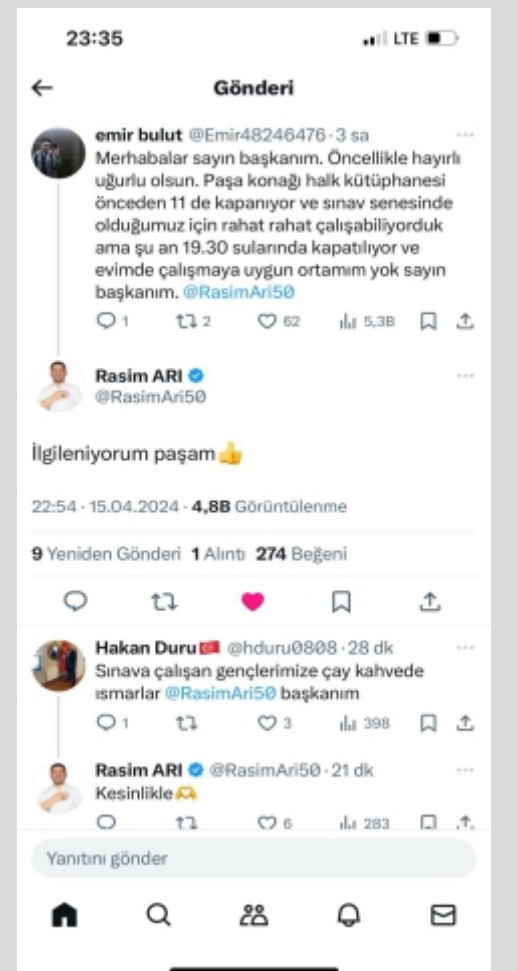 23:35
LTE
Gönderi
emir bulut @Emir48246476 · 3 sa
Merhabalar sayın başkanım. Öncellikle hayırlı
uğurlu olsun. Paşa konağı halk kütüphanesi
önceden 11 de kapanıyor ve sınav senesinde
olduğumuz için rahat rahat çalışabiliyorduk
ama şu an 19.30 sularında kapatılıyor ve
evimde çalışmaya uygun ortamım yok sayın
başkanım. @RasimAri50
1 2 62 5,3B
Rasim ARI
@RasimAri50
İlgileniyorum paşam👍
22:54 · 15.04.2024 · 4,8B Görüntülenme
9 Yeniden Gönderi 1 Alıntı 274 Beğeni
Hakan Duru🇹🇷 @hduru0808 · 28 dk
Sınava çalışan gençlerimize çay kahvede
ısmarlar @RasimAri50 başkanım
1 3 398
Rasim ARI @RasimAri50 · 21 dk
Kesinlikle🫶
6 283
Yanıtını gönder